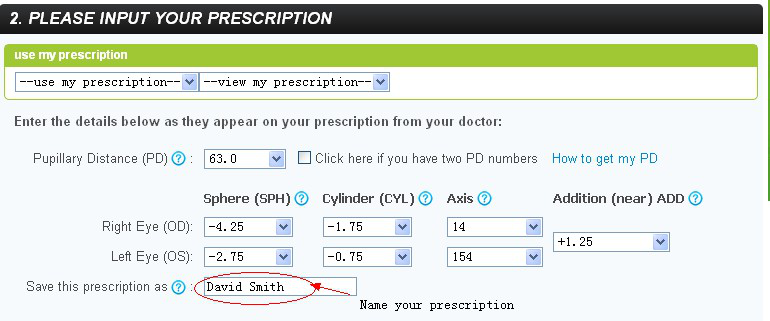 2. PLEASE INPUT YOUR PRESCRIPTION
use my prescription
--use my prescription-- --view my prescription--
Enter the details below as they appear on your prescription from your doctor:
Pupillary Distance (PD) ? : 63.0 Click here if you have two PD numbers How to get my PD
Sphere (SPH) ? Cylinder (CYL) ? Axis ? Addition (near) ADD ?
Right Eye (OD): -4.25 -1.75 14
+1.25
Left Eye (OS): -2.75 -0.75 154
Save this prescription as ? : David Smith
Name your prescription